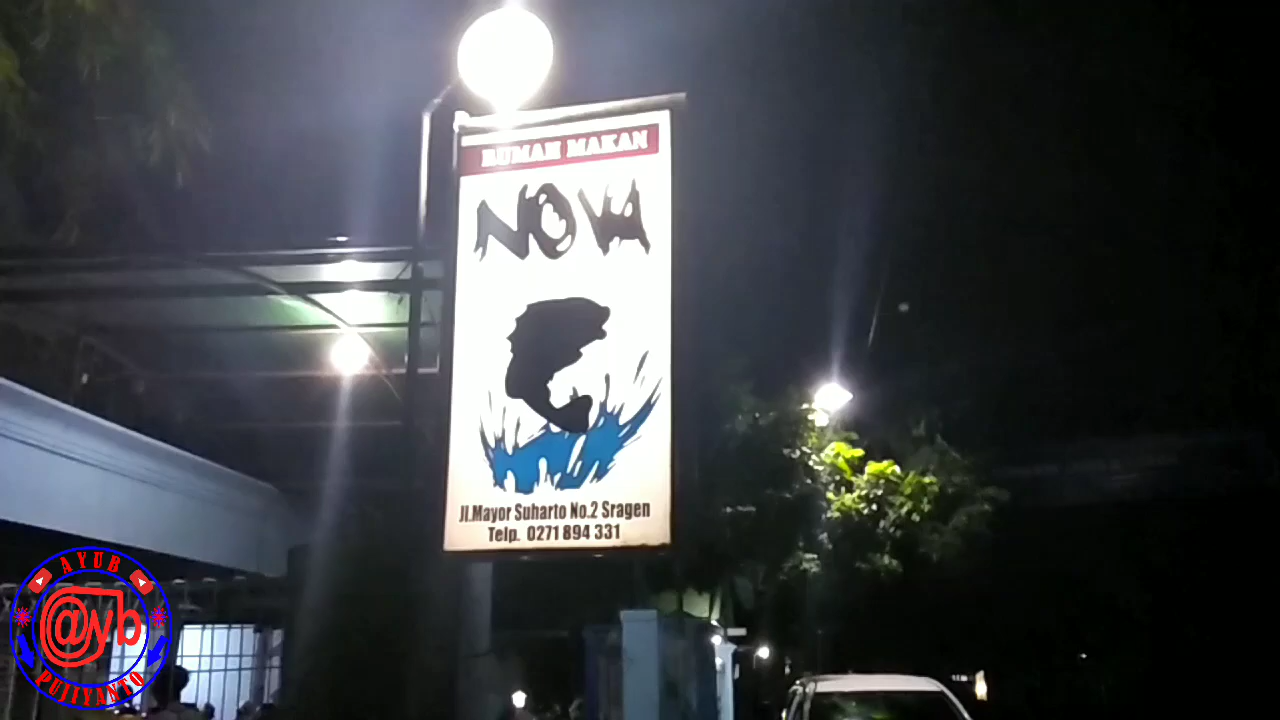 RUMAH MAKAN
NOVA
Jl.Mayor Suharto No.2 Sragen
Telp. 0271 894 331
AYUB
@yb
PUJIYANTO